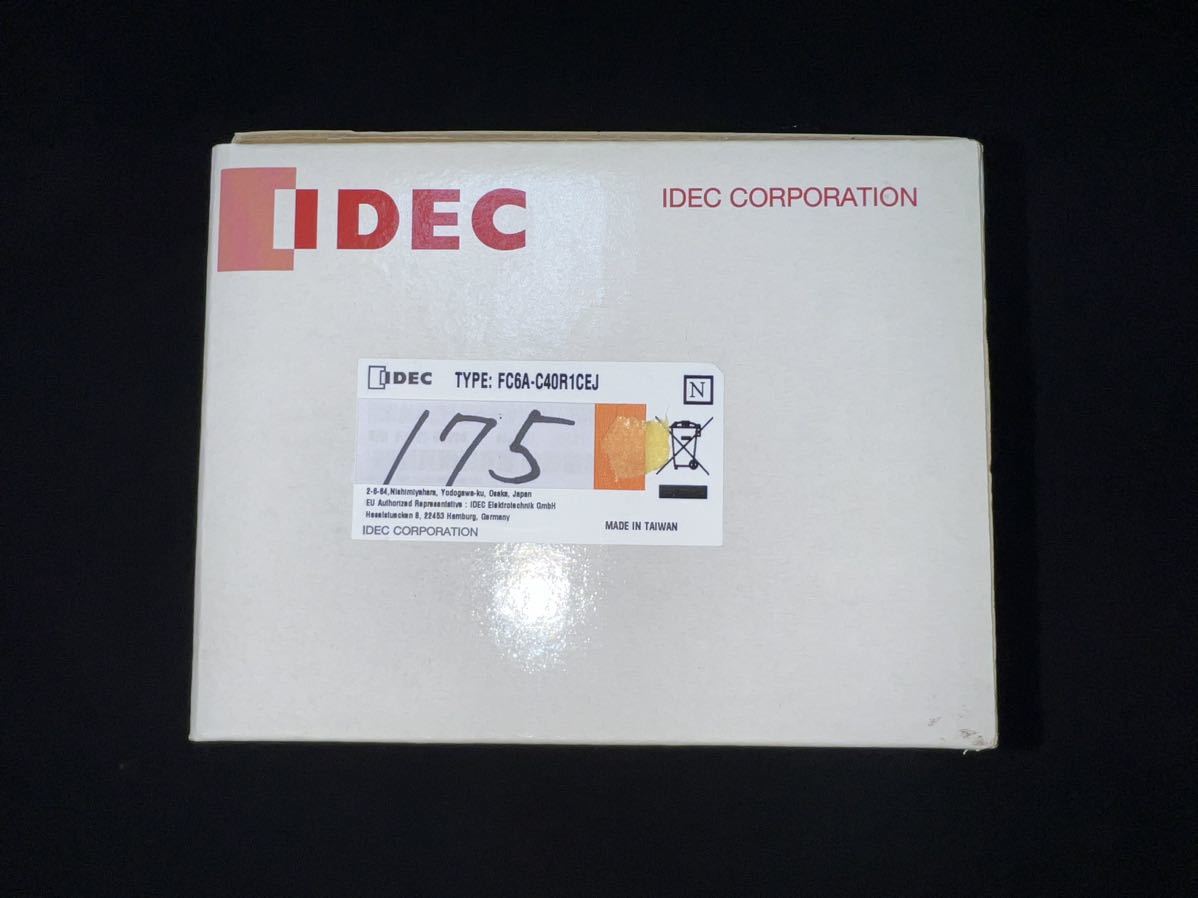 IDEC
IDEC CORPORATION
IDEC TYPE: FC6A-C40R1CEJ
N
175
2-6-64, Nishimiyahara, Yodogawa-ku, Osaka, Japan
EU Authorized Representative : IDEC Elektrotechnik GmbH
Heselstuecken 8, 22453 Hamburg, Germany
IDEC CORPORATION
MADE IN TAIWAN